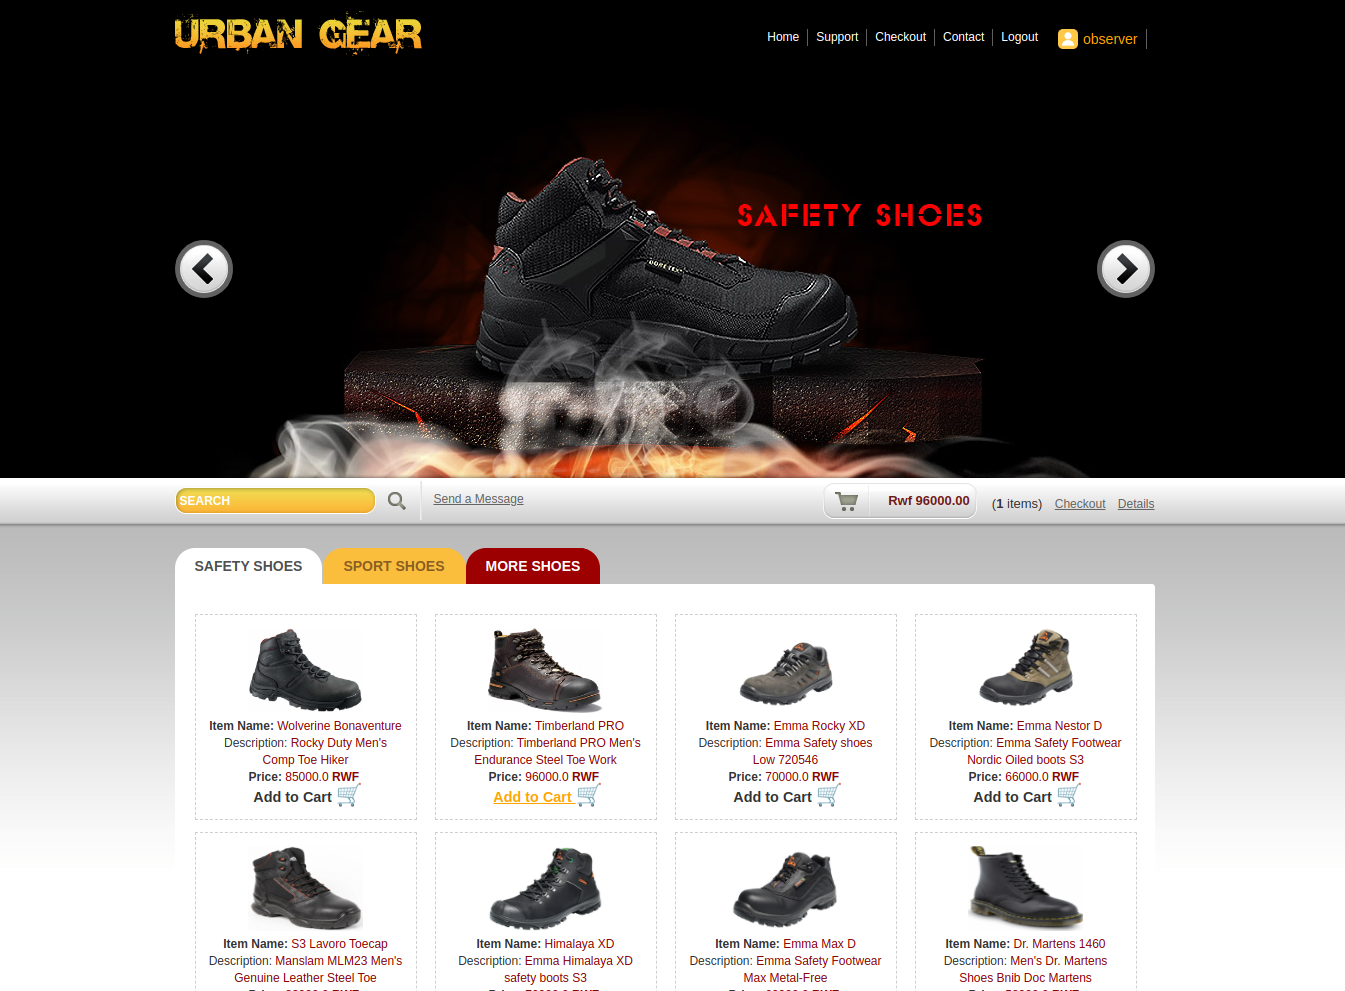 URBAN GEAR
Home Support Checkout Contact Logout observer
SAFETY SHOES
GORE-TEX
SEARCH Send a Message Rwf 96000.00 (1 items) Checkout Details
SAFETY SHOES SPORT SHOES MORE SHOES
Item Name: Wolverine Bonaventure
Description: Rocky Duty Men's
Comp Toe Hiker
Price: 85000.0 RWF
Add to Cart
Item Name: Timberland PRO
Description: Timberland PRO Men's
Endurance Steel Toe Work
Price: 96000.0 RWF
Add to Cart
Item Name: Emma Rocky XD
Description: Emma Safety shoes
Low 720546
Price: 70000.0 RWF
Add to Cart
Item Name: Emma Nestor D
Description: Emma Safety Footwear
Nordic Oiled boots S3
Price: 66000.0 RWF
Add to Cart
Item Name: S3 Lavoro Toecap
Description: Manslam MLM23 Men's
Genuine Leather Steel Toe
Item Name: Himalaya XD
Description: Emma Himalaya XD
safety boots S3
Item Name: Emma Max D
Description: Emma Safety Footwear
Max Metal-Free
Item Name: Dr. Martens 1460
Description: Men's Dr. Martens
Shoes Bnib Doc Martens